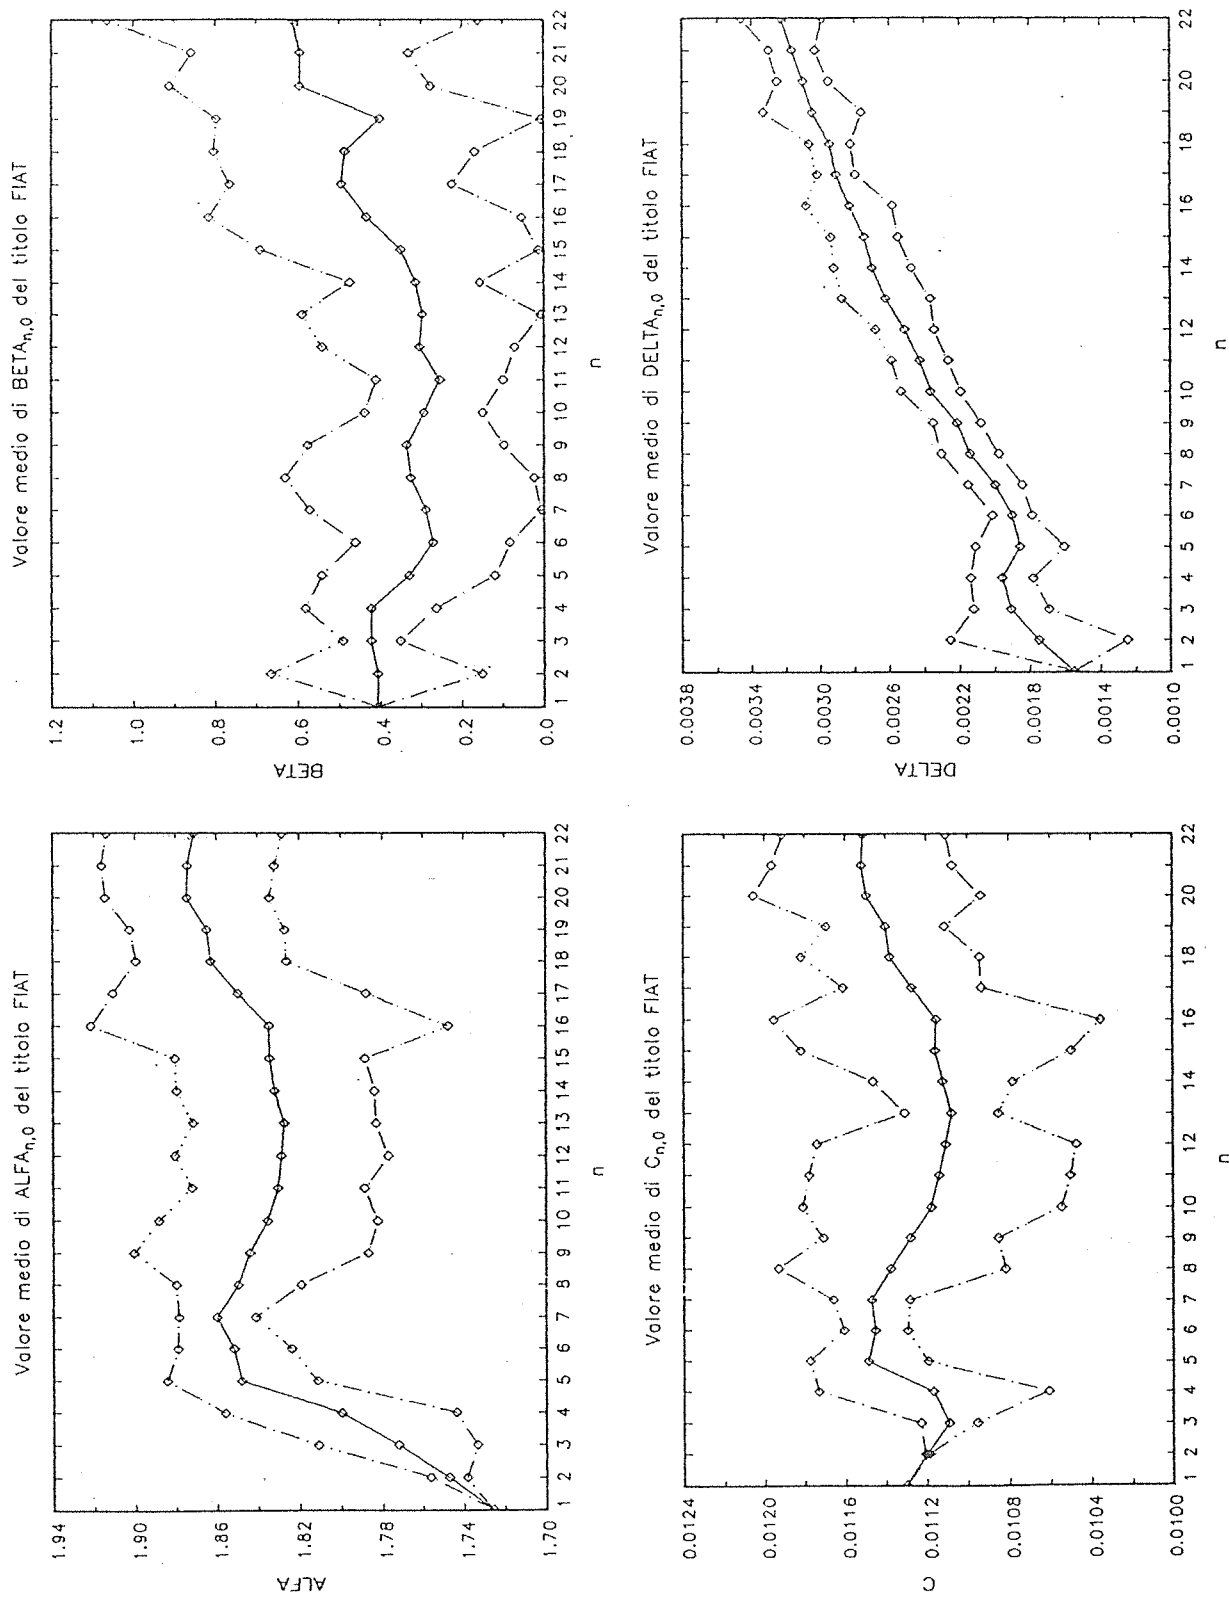 Valore medio di ALFAn,0 del titolo FIAT
1.94
1.90
1.86
1.82
1.78
1.74
1.70
ALFA
1 2 3 4 5 6 7 8 9 10 11 12 13 14 15 16 17 18 19 20 21 22
n
Valore medio di BETAn,0 del titolo FIAT
1.2
1.0
0.8
0.6
0.4
0.2
0.0
BETA
1 2 3 4 5 6 7 8 9 10 11 12 13 14 15 16 17 18 19 20 21 22
n
Valore medio di Cn,0 del titolo FIAT
0.0124
0.0120
0.0116
0.0112
0.0108
0.0104
0.0100
C
1 2 3 4 5 6 7 8 9 10 11 12 13 14 15 16 17 18 19 20 21 22
n
Valore medio di DELTAn,0 del titolo FIAT
0.0038
0.0034
0.0030
0.0026
0.0022
0.0018
0.0014
0.0010
DELTA
1 2 3 4 5 6 7 8 9 10 11 12 13 14 15 16 17 18 19 20 21 22
n